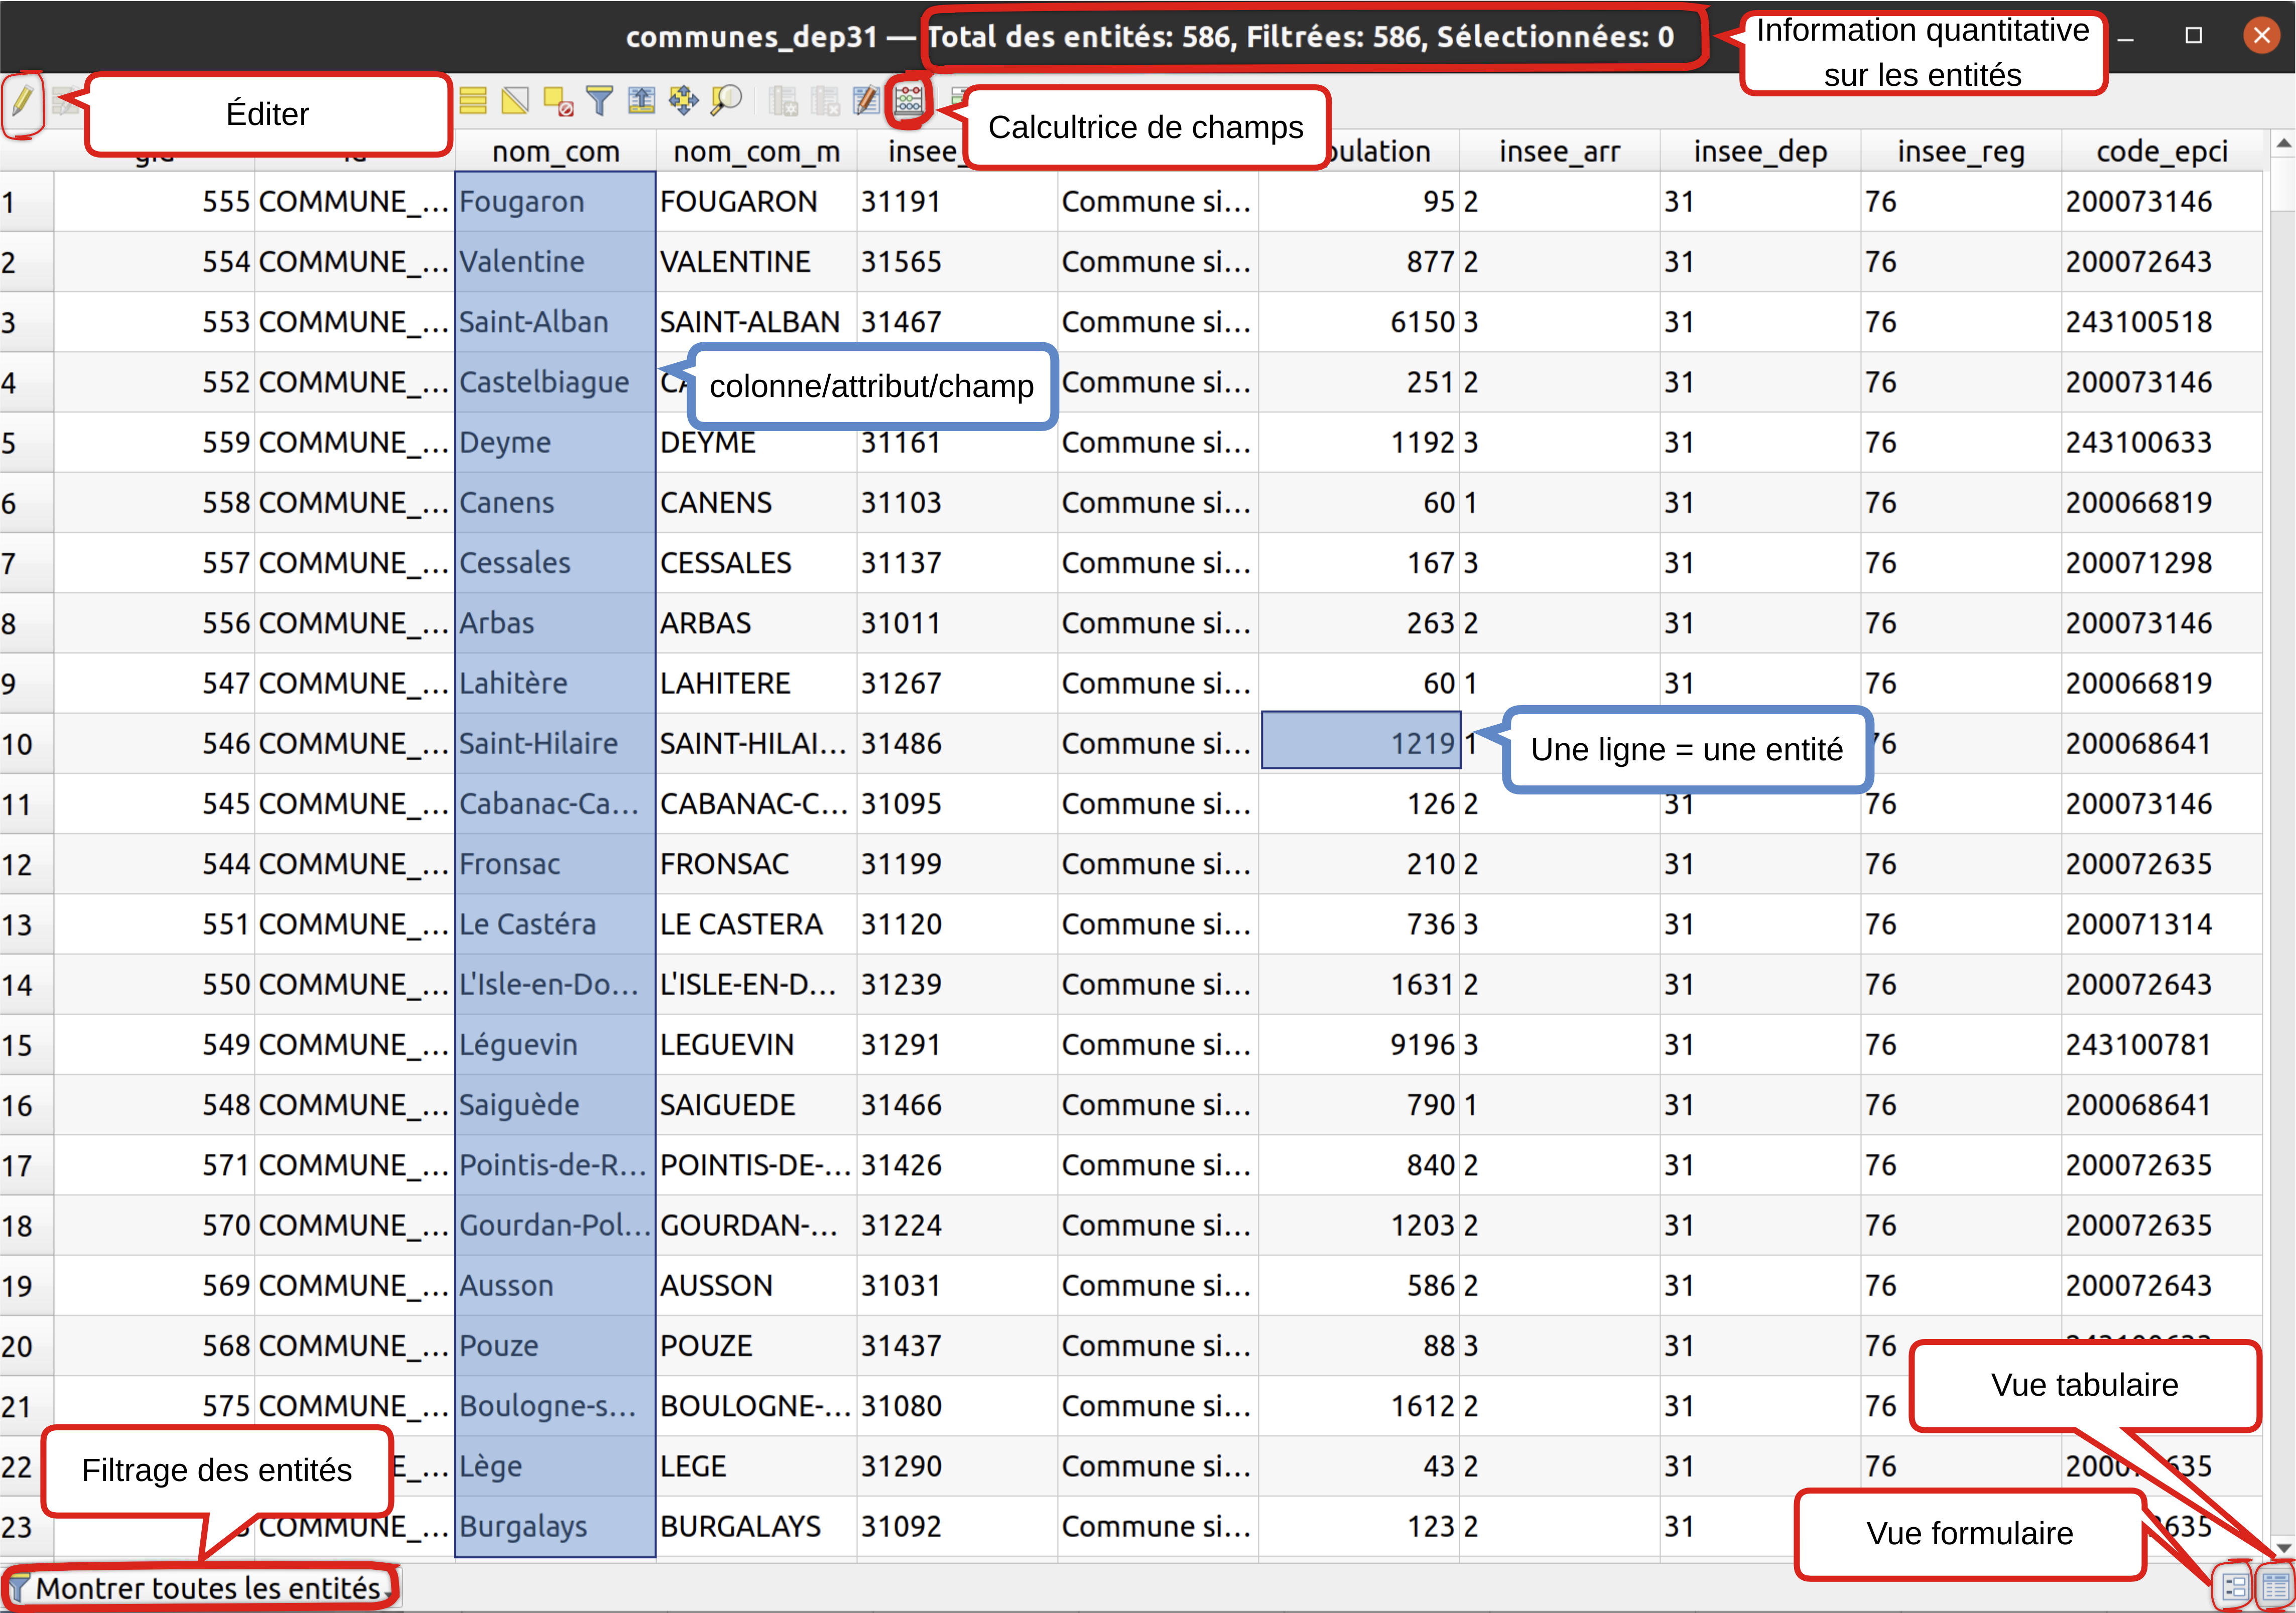 communes_dep31 — Total des entités: 586, Filtrées: 586, Sélectionnées: 0
Information quantitative
sur les entités
Éditer
Calcultrice de champs
nom_com nom_com_m insee_ insee_arr insee_dep insee_reg code_epci
1 555 COMMUNE_... Fougaron FOUGARON 31191 Commune si... 95 2 31 76 200073146
2 554 COMMUNE_... Valentine VALENTINE 31565 Commune si... 877 2 31 76 200072643
3 553 COMMUNE_... Saint-Alban SAINT-ALBAN 31467 Commune si... 6150 3 31 76 243100518
4 552 COMMUNE_... Castelbiague Commune si... 251 2 31 76 200073146
colonne/attribut/champ
5 559 COMMUNE_... Deyme DEYME 31161 Commune si... 1192 3 31 76 243100633
6 558 COMMUNE_... Canens CANENS 31103 Commune si... 60 1 31 76 200066819
7 557 COMMUNE_... Cessales CESSALES 31137 Commune si... 167 3 31 76 200071298
8 556 COMMUNE_... Arbas ARBAS 31011 Commune si... 263 2 31 76 200073146
9 547 COMMUNE_... Lahitère LAHITERE 31267 Commune si... 60 1 31 76 200066819
10 546 COMMUNE_... Saint-Hilaire SAINT-HILAI... 31486 Commune si... 1219 1 76 200068641
Une ligne = une entité
11 545 COMMUNE_... Cabanac-Ca... CABANAC-C... 31095 Commune si... 126 2 31 76 200073146
12 544 COMMUNE_... Fronsac FRONSAC 31199 Commune si... 210 2 31 76 200072635
13 551 COMMUNE_... Le Castéra LE CASTERA 31120 Commune si... 736 3 31 76 200071314
14 550 COMMUNE_... L'Isle-en-Do... L'ISLE-EN-D... 31239 Commune si... 1631 2 31 76 200072643
15 549 COMMUNE_... Léguevin LEGUEVIN 31291 Commune si... 9196 3 31 76 243100781
16 548 COMMUNE_... Saiguède SAIGUEDE 31466 Commune si... 790 1 31 76 200068641
17 571 COMMUNE_... Pointis-de-R... POINTIS-DE-... 31426 Commune si... 840 2 31 76 200072635
18 570 COMMUNE_... Gourdan-Pol... GOURDAN-... 31224 Commune si... 1203 2 31 76 200072635
19 569 COMMUNE_... Ausson AUSSON 31031 Commune si... 586 2 31 76 200072643
20 568 COMMUNE_... Pouze POUZE 31437 Commune si... 88 3 31 76
Vue tabulaire
21 575 COMMUNE_... Boulogne-s... BOULOGNE-... 31080 Commune si... 1612 2 31 76
22 Lège LEGE 31290 Commune si... 43 2 31 76
Filtrage des entités
23 COMMUNE_... Burgalays BURGALAYS 31092 Commune si... 123 2 31
Vue formulaire
Montrer toutes les entités